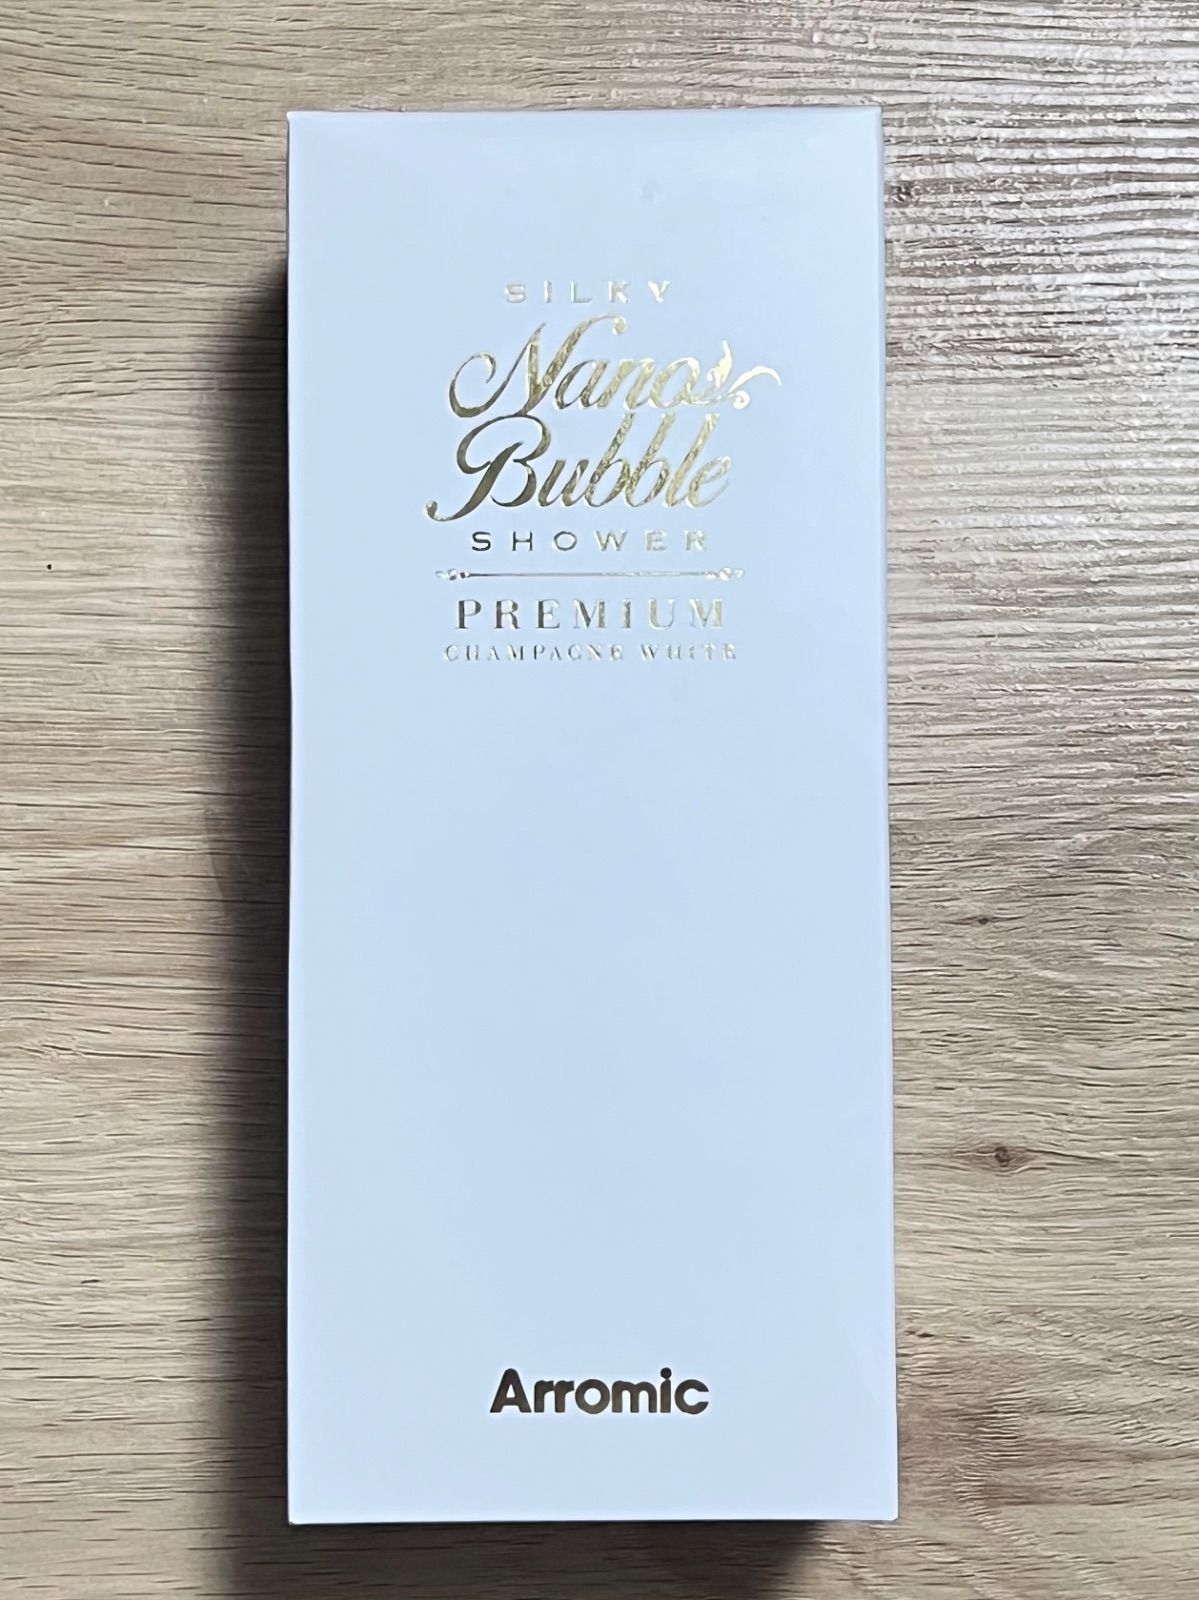 SILKY
Nano
Bubble
SHOWER
PREMIUM
CHAMPAGNE WHITE
Arromic